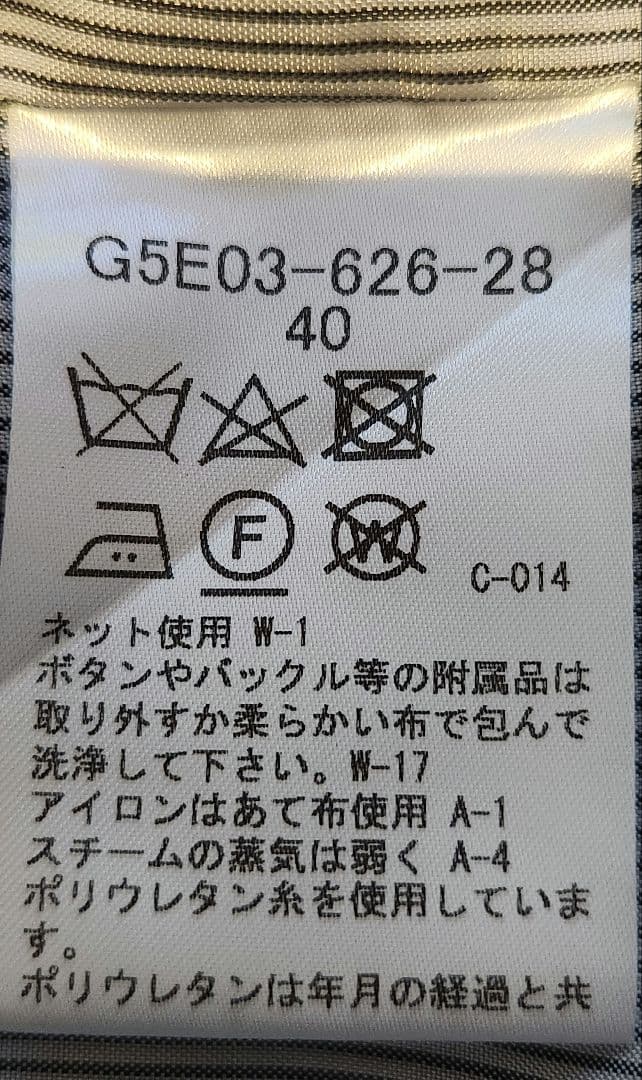 G5E03-626-28
40
F
W
C-014
ネット使用 W-1
ボタンやバックル等の附属品は
取り外すか柔らかい布で包んで
洗浄して下さい。W-17
アイロンはあて布使用 A-1
スチームの蒸気は弱く A-4
ポリウレタン糸を使用していま
す。
ポリウレタンは年月の経過と共